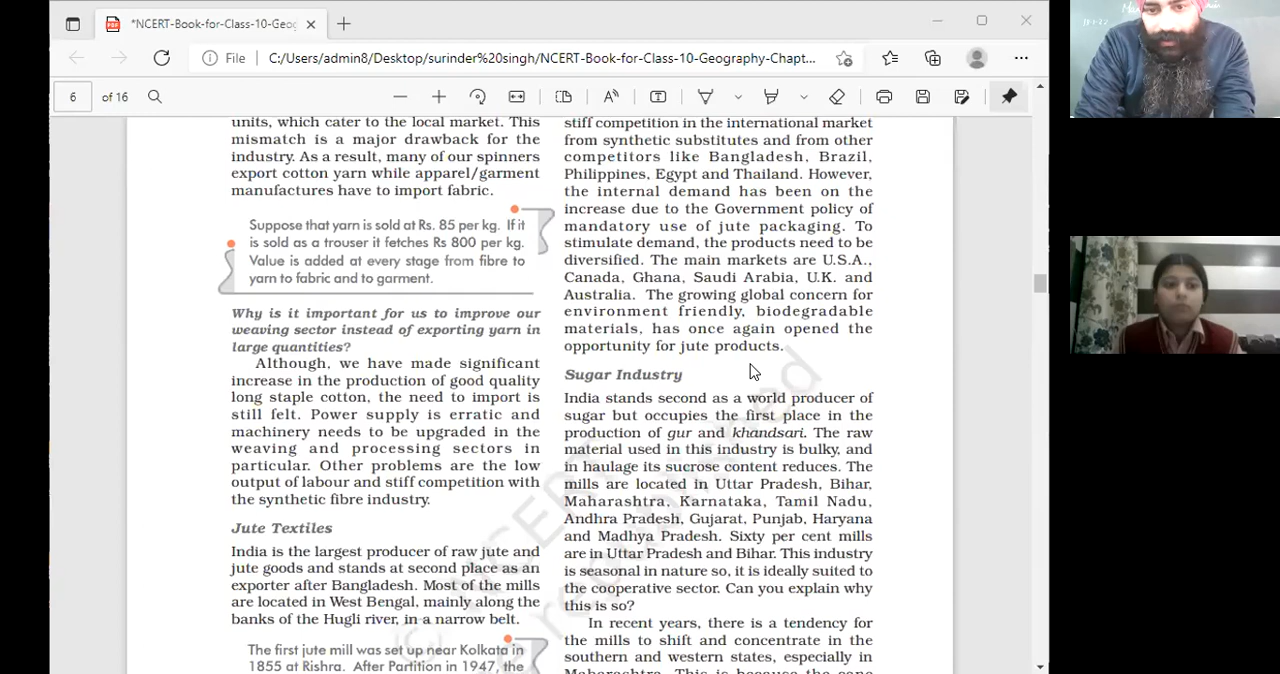 *NCERT-Book-for-Class-10-Geog
File C:/Users/admin8/Desktop/surinder%20singh/NCERT-Book-for-Class-10-Geography-Chapt...
6 of 16
units, which cater to the local market. This
mismatch is a major drawback for the
industry. As a result, many of our spinners
export cotton yarn while apparel/garment
manufactures have to import fabric.
Suppose that yarn is sold at Rs. 85 per kg. If it
is sold as a trouser it fetches Rs 800 per kg.
Value is added at every stage from fibre to
yarn to fabric and to garment.
Why is it important for us to improve our
weaving sector instead of exporting yarn in
large quantities?
Although, we have made significant
increase in the production of good quality
long staple cotton, the need to import is
still felt. Power supply is erratic and
machinery needs to be upgraded in the
weaving and processing sectors in
particular. Other problems are the low
output of labour and stiff competition with
the synthetic fibre industry.
Jute Textiles
India is the largest producer of raw jute and
jute goods and stands at second place as an
exporter after Bangladesh. Most of the mills
are located in West Bengal, mainly along the
banks of the Hugli river, in a narrow belt.
The first jute mill was set up near Kolkata in
1855 at Rishra. After Partition in 1947, the
stiff competition in the international market
from synthetic substitutes and from other
competitors like Bangladesh, Brazil,
Philippines, Egypt and Thailand. However,
the internal demand has been on the
increase due to the Government policy of
mandatory use of jute packaging. To
stimulate demand, the products need to be
diversified. The main markets are U.S.A.,
Canada, Ghana, Saudi Arabia, U.K. and
Australia. The growing global concern for
environment friendly, biodegradable
materials, has once again opened the
opportunity for jute products.
Sugar Industry
India stands second as a world producer of
sugar but occupies the first place in the
production of gur and khandsari. The raw
material used in this industry is bulky, and
in haulage its sucrose content reduces. The
mills are located in Uttar Pradesh, Bihar,
Maharashtra, Karnataka, Tamil Nadu,
Andhra Pradesh, Gujarat, Punjab, Haryana
and Madhya Pradesh. Sixty per cent mills
are in Uttar Pradesh and Bihar. This industry
is seasonal in nature so, it is ideally suited to
the cooperative sector. Can you explain why
this is so?
In recent years, there is a tendency for
the mills to shift and concentrate in the
southern and western states, especially in
Maharashtra. This is because the cane
© NCERT